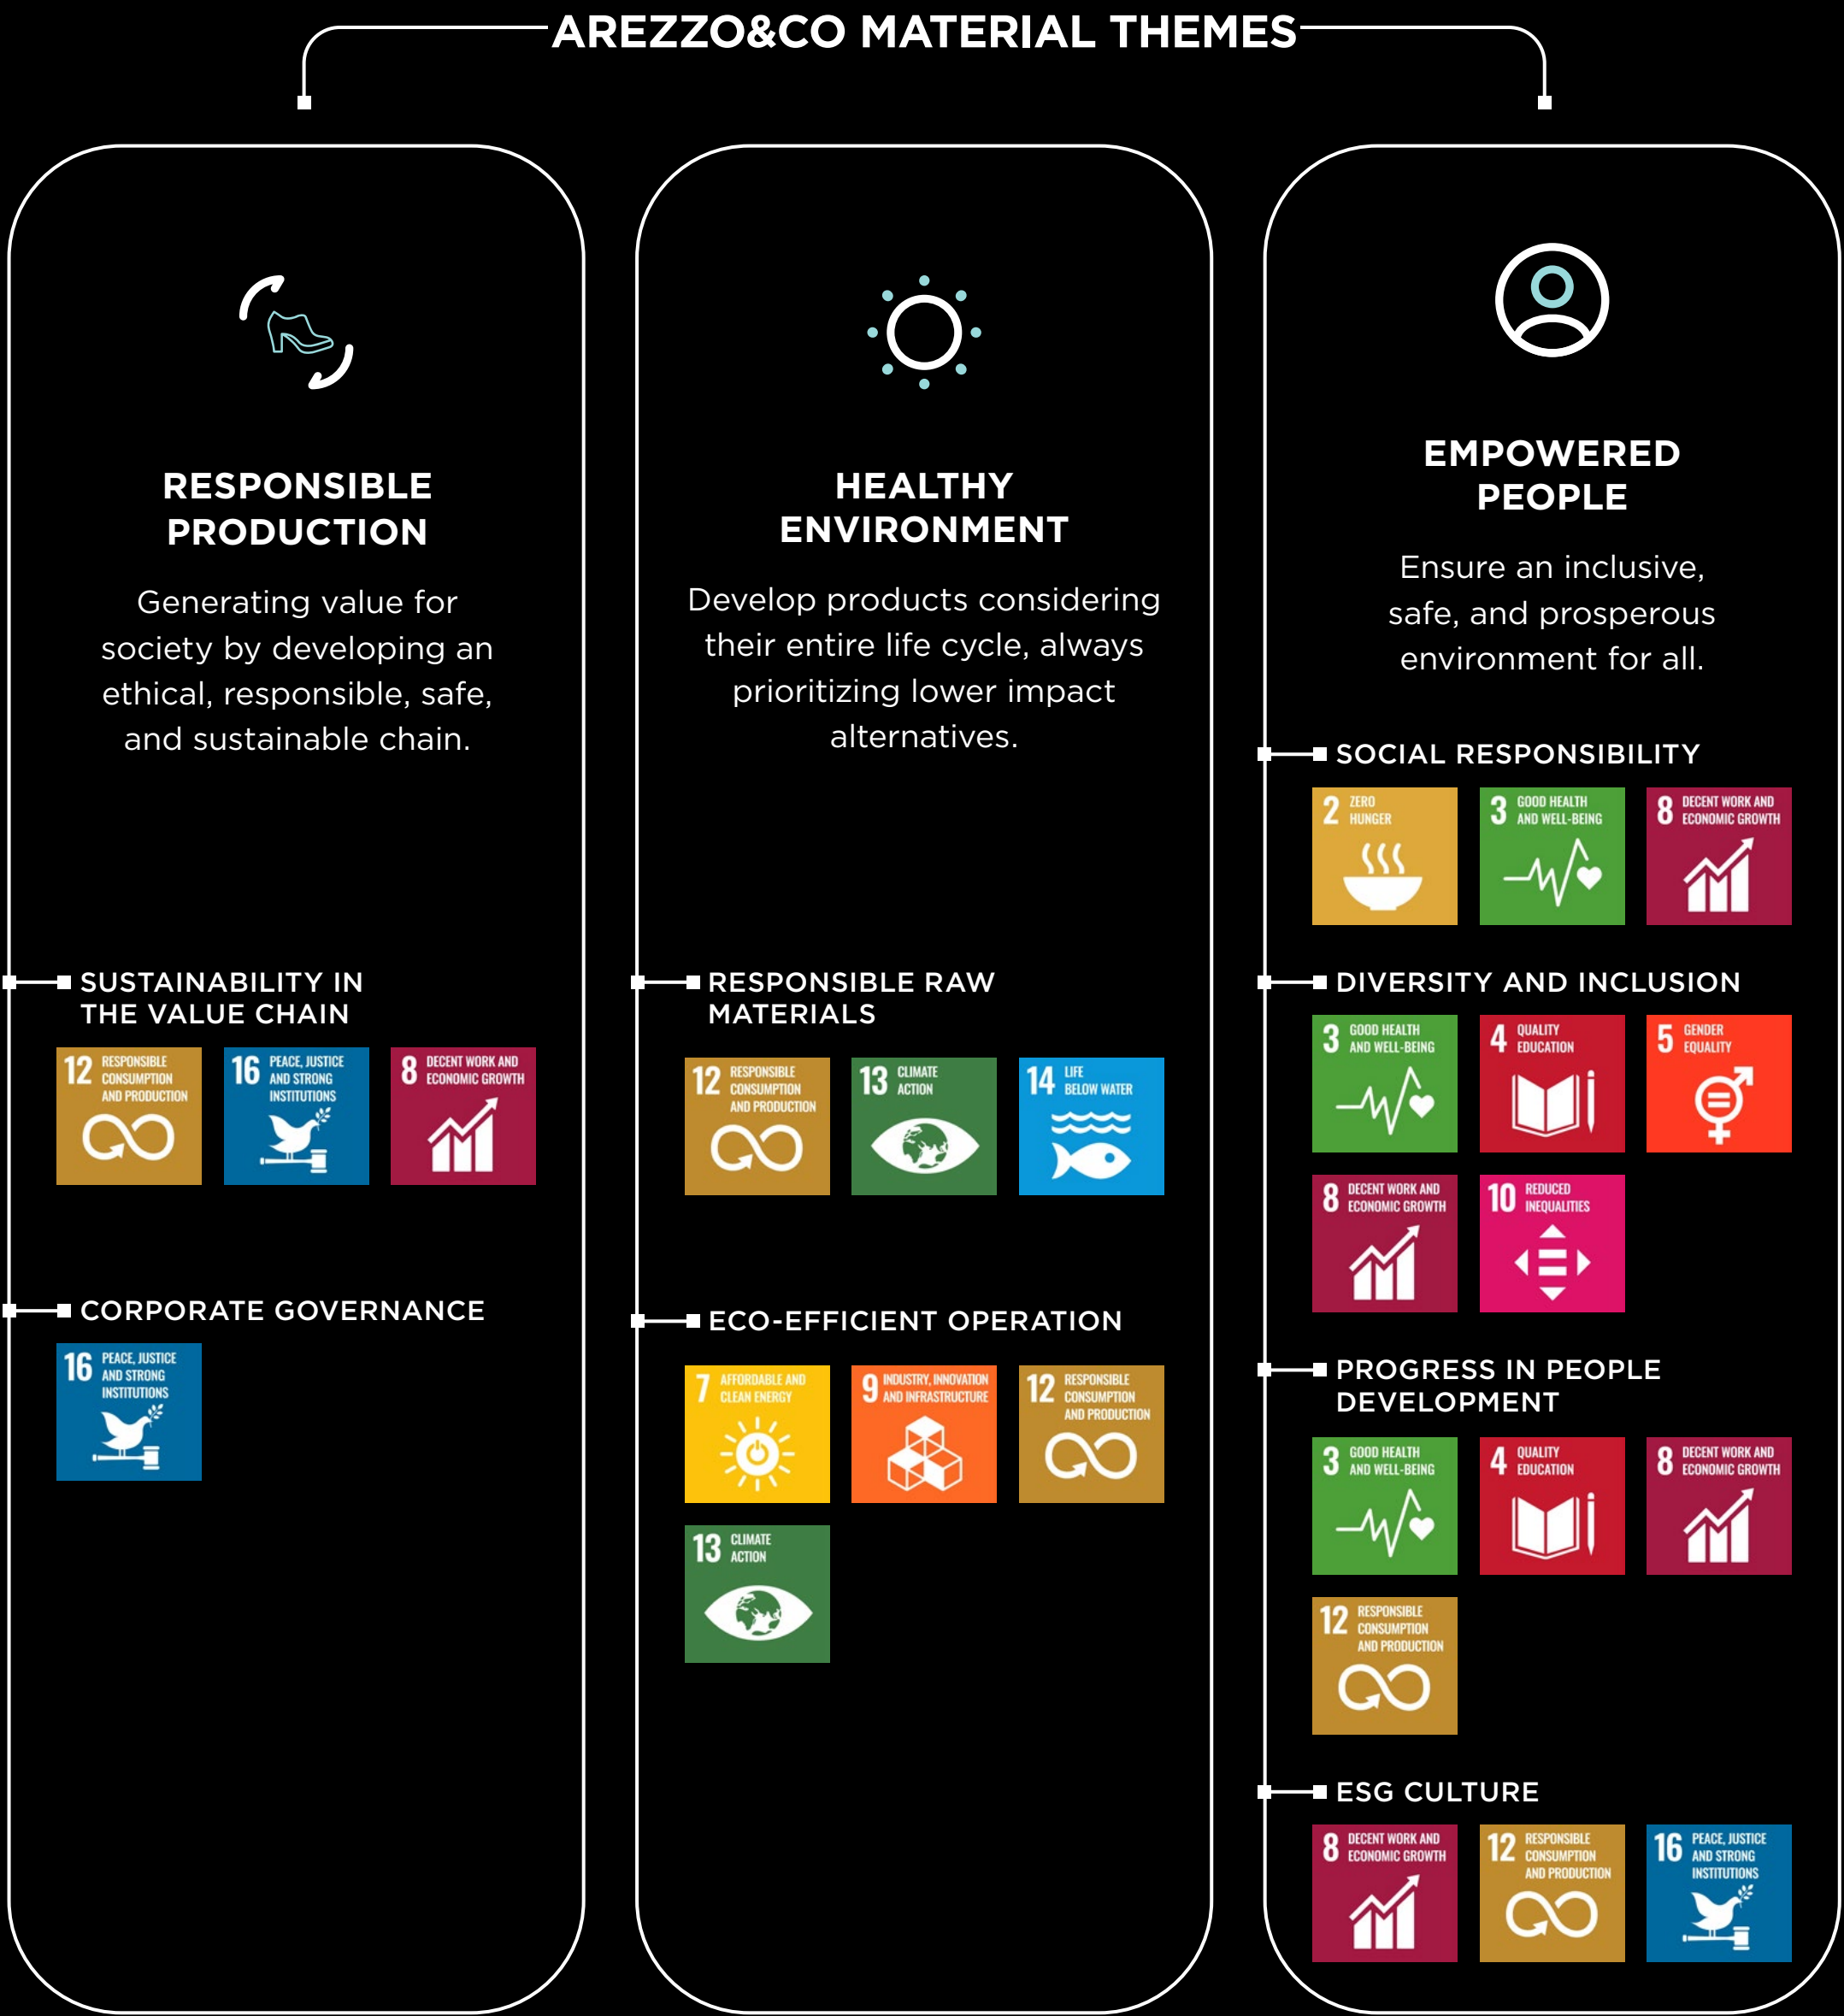 AREZZO&CO MATERIAL THEMES
RESPONSIBLE
PRODUCTION
Generating value for
society by developing an
ethical, responsible, safe,
and sustainable chain.
SUSTAINABILITY IN
THE VALUE CHAIN
12 RESPONSIBLE
CONSUMPTION
AND PRODUCTION
16 PEACE, JUSTICE
AND STRONG
INSTITUTIONS
8 DECENT WORK AND
ECONOMIC GROWTH
CORPORATE GOVERNANCE
16 PEACE, JUSTICE
AND STRONG
INSTITUTIONS
HEALTHY
ENVIRONMENT
Develop products considering
their entire life cycle, always
prioritizing lower impact
alternatives.
RESPONSIBLE RAW
MATERIALS
12 RESPONSIBLE
CONSUMPTION
AND PRODUCTION
13 CLIMATE
ACTION
14 LIFE
BELOW WATER
ECO-EFFICIENT OPERATION
7 AFFORDABLE AND
CLEAN ENERGY
9 INDUSTRY, INNOVATION
AND INFRASTRUCTURE
12 RESPONSIBLE
CONSUMPTION
AND PRODUCTION
13 CLIMATE
ACTION
EMPOWERED
PEOPLE
Ensure an inclusive,
safe, and prosperous
environment for all.
SOCIAL RESPONSIBILITY
2 ZERO
HUNGER
3 GOOD HEALTH
AND WELL-BEING
8 DECENT WORK AND
ECONOMIC GROWTH
DIVERSITY AND INCLUSION
3 GOOD HEALTH
AND WELL-BEING
4 QUALITY
EDUCATION
5 GENDER
EQUALITY
8 DECENT WORK AND
ECONOMIC GROWTH
10 REDUCED
INEQUALITIES
PROGRESS IN PEOPLE
DEVELOPMENT
3 GOOD HEALTH
AND WELL-BEING
4 QUALITY
EDUCATION
8 DECENT WORK AND
ECONOMIC GROWTH
12 RESPONSIBLE
CONSUMPTION
AND PRODUCTION
ESG CULTURE
8 DECENT WORK AND
ECONOMIC GROWTH
12 RESPONSIBLE
CONSUMPTION
AND PRODUCTION
16 PEACE, JUSTICE
AND STRONG
INSTITUTIONS